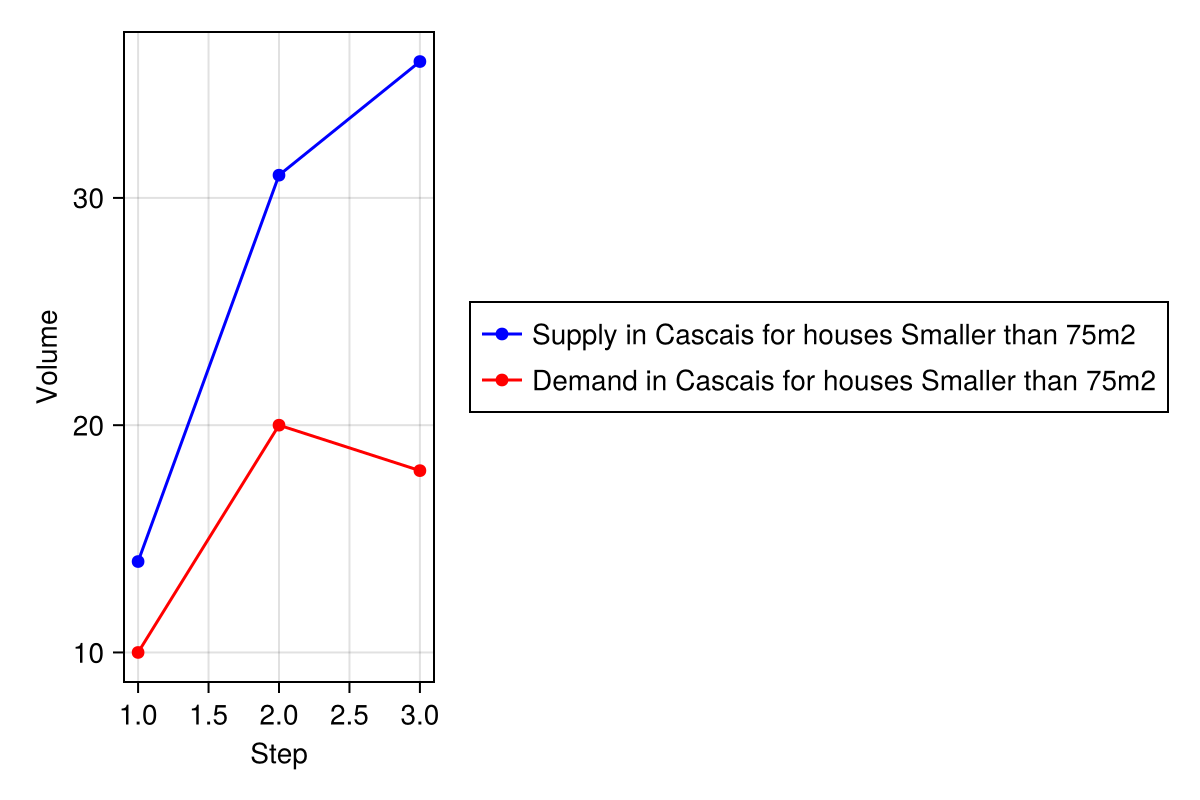 30
20
10
Volume
1.0 1.5 2.0 2.5 3.0
Step
Supply in Cascais for houses Smaller than 75m2
Demand in Cascais for houses Smaller than 75m2